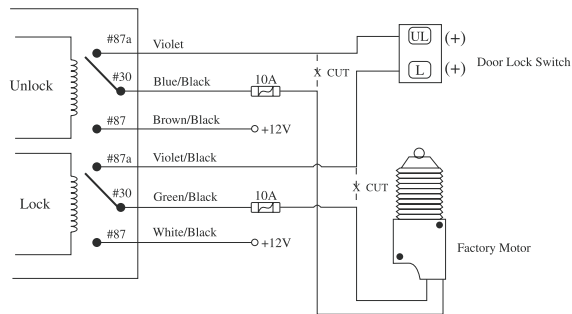 #87a
Violet
UL
(+)
Door Lock Switch
#30
Blue/Black
10A
X CUT
L
(+)
Unlock
#87
Brown/Black
+12V
#87a
Violet/Black
#30
Green/Black
10A
X CUT
Lock
#87
White/Black
+12V
Factory Motor